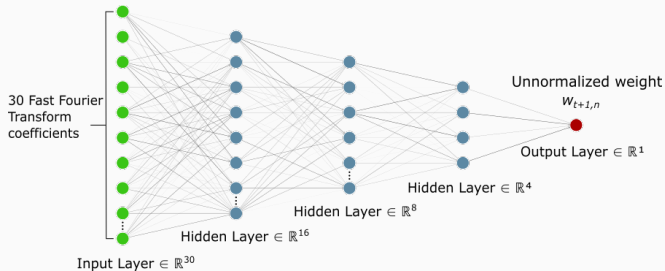 30 Fast Fourier
Transform
coefficients
Unnormalized weight
wₜ₊₁,ₙ
Output Layer ∈ ℝ¹
Hidden Layer ∈ ℝ⁴
Hidden Layer ∈ ℝ⁸
Hidden Layer ∈ ℝ¹⁶
Input Layer ∈ ℝ³⁰